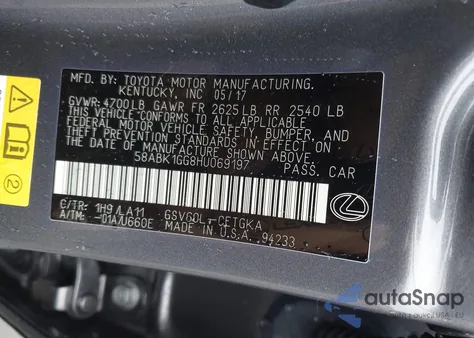 MFD. BY: TOYOTA MOTOR MANUFACTURING.
KENTUCKY, INC 05/17
GVWR: 4700LB GAWR FR 2625LB RR 2540 LB
THIS VEHICLE CONFORMS TO ALL APPLICABLE
FEDERAL MOTOR VEHICLE SAFETY, BUMPER, AND
THEFT PREVENTION STANDARDS IN EFFECT ON
THE DATE OF MANUFACTURE SHOWN ABOVE.
58ABK1GG8HU069197 PASS. CAR
C/TR: 1H9/LA11 GSV60L-CETGKA
A/TM: -01A/U660E MADE IN U.S.A. 94233
2
autoSnap